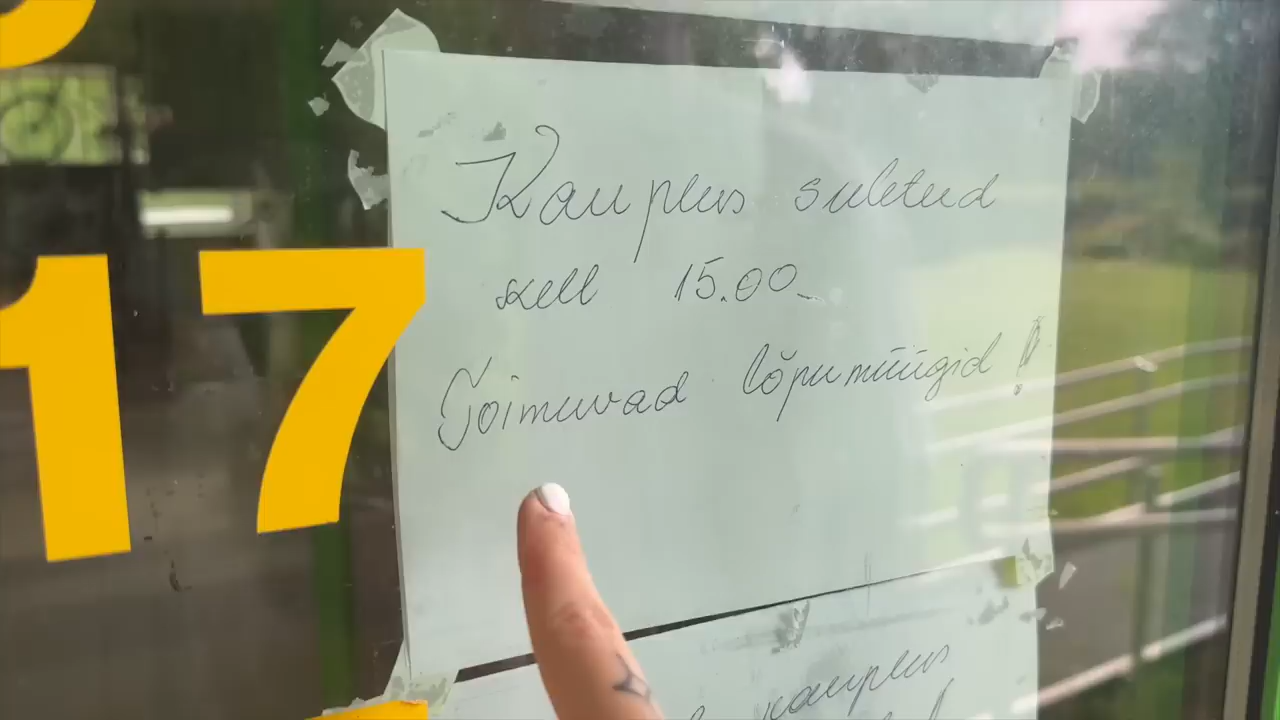 17
Kauplus suletud
kell 15.00
Toimuvad lõpumüügid!
kauplus